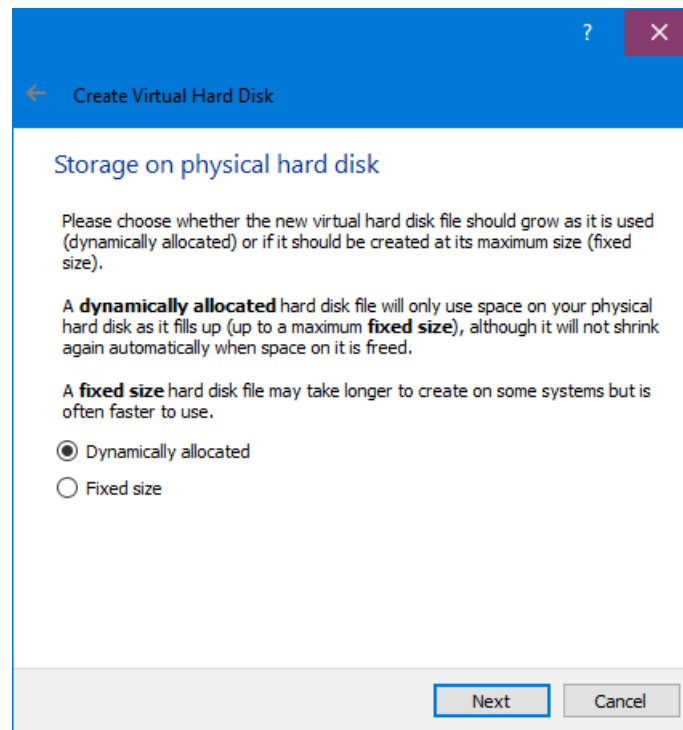 ?
Create Virtual Hard Disk
Storage on physical hard disk
Please choose whether the new virtual hard disk file should grow as it is used
(dynamically allocated) or if it should be created at its maximum size (fixed
size).
A dynamically allocated hard disk file will only use space on your physical
hard disk as it fills up (up to a maximum fixed size), although it will not shrink
again automatically when space on it is freed.
A fixed size hard disk file may take longer to create on some systems but is
often faster to use.
Dynamically allocated
Fixed size
Next Cancel